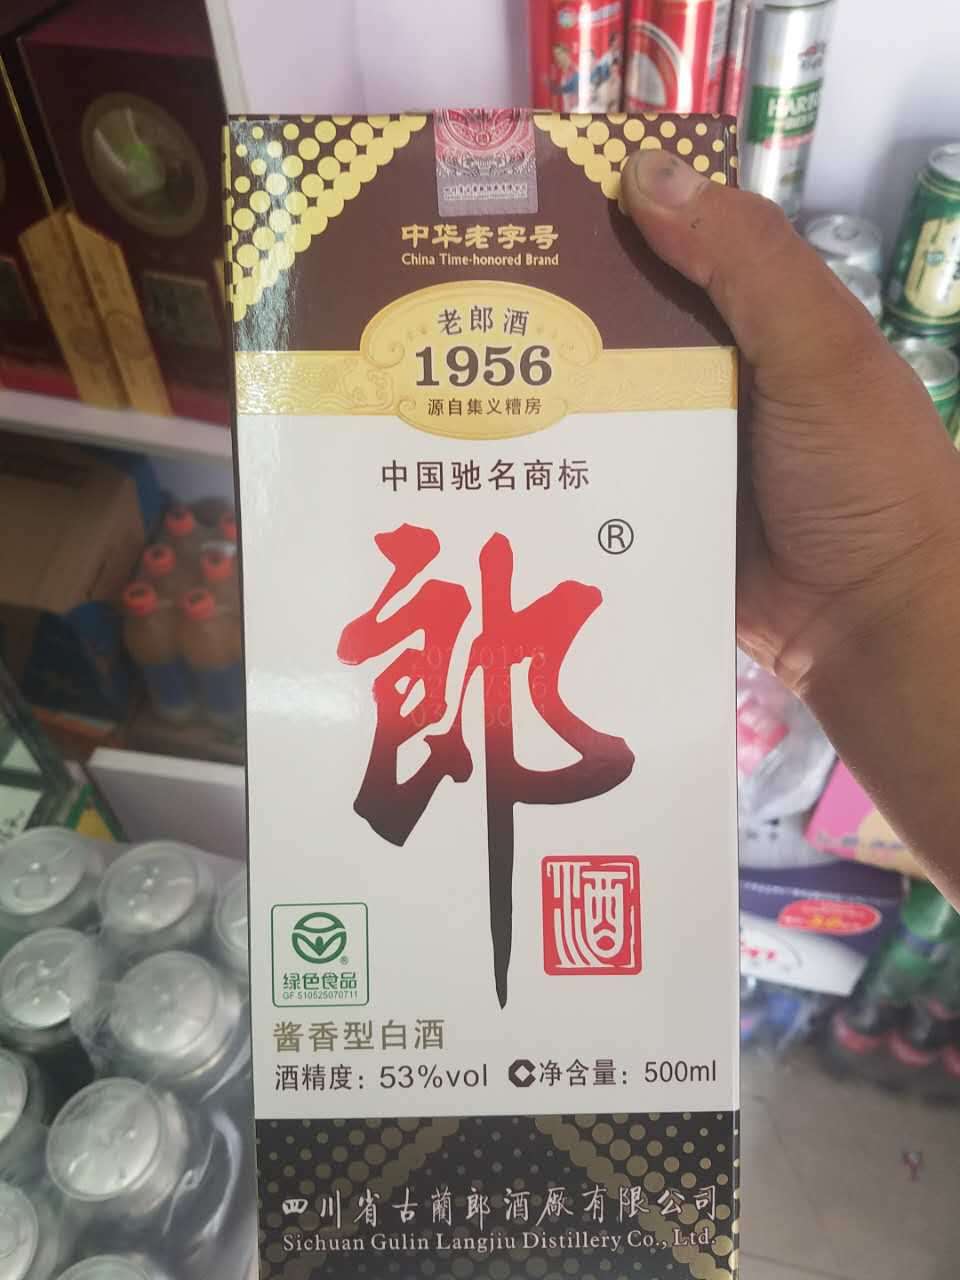 中华老字号
China Time-honored Brand
老郎酒
1956
源自集义糟房
中国驰名商标
郎®
酒
绿色食品®
GF 510525070711
酱香型白酒
酒精度：53%vol
净含量：500ml
四川省古蔺郎酒厂有限公司
Sichuan Gulin Langjiu Distillery Co., Ltd.